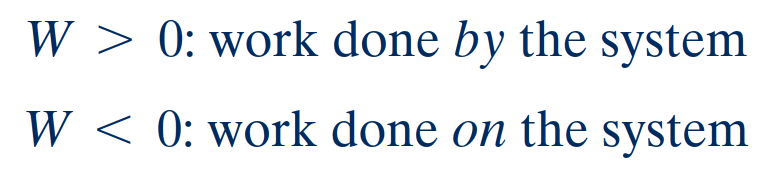 W > 0: work done by the system
W < 0: work done on the system